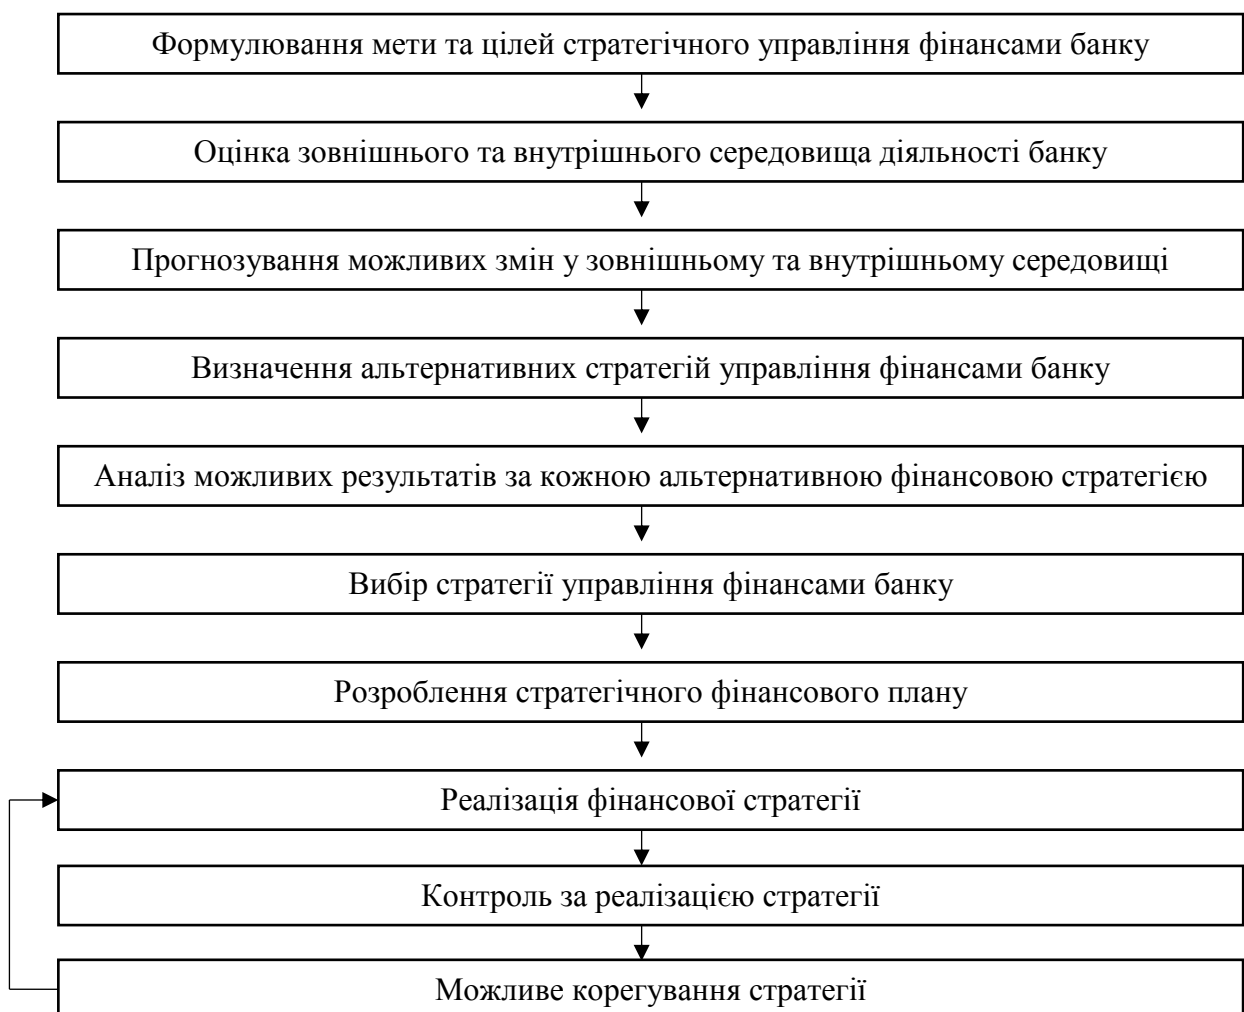 Формулювання мети та цілей стратегічного управління фінансами банку
Оцінка зовнішнього та внутрішнього середовища діяльності банку
Прогнозування можливих змін у зовнішньому та внутрішньому середовищі
Визначення альтернативних стратегій управління фінансами банку
Аналіз можливих результатів за кожною альтернативною фінансовою стратегією
Вибір стратегії управління фінансами банку
Розроблення стратегічного фінансового плану
Реалізація фінансової стратегії
Контроль за реалізацією стратегії
Можливе корегування стратегії